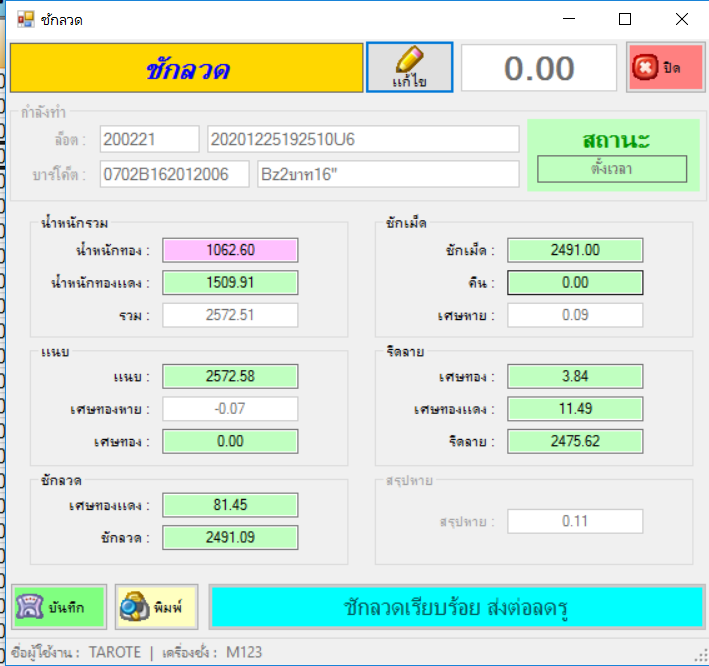 ชักลวด
ชักลวด แก้ไข 0.00 ปิด
กำลังทำ
ล็อต : 200221 20201225192510U6
บาร์โค้ต : 0702B162012006 Bz2บาท16"
สถานะ
ตั้งเวลา
น้ำหนักรวม
น้ำหนักทอง : 1062.60
น้ำหนักทองแดง : 1509.91
รวม : 2572.51
ชักเม็ด
ชักเม็ด : 2491.00
คืน : 0.00
เศษหาย : 0.09
แนบ
แนบ : 2572.58
เศษทองหาย : -0.07
เศษทอง : 0.00
รีดลาย
เศษทอง : 3.84
เศษทองแดง : 11.49
รีดลาย : 2475.62
ชักลวด
เศษทองแดง : 81.45
ชักลวด : 2491.09
สรุปหาย
สรุปหาย : 0.11
บันทึก พิมพ์ ชักลวดเรียบร้อย ส่งต่อลดรู
ชื่อผู้ใช้งาน : TAROTE | เครื่องชั่ง : M123